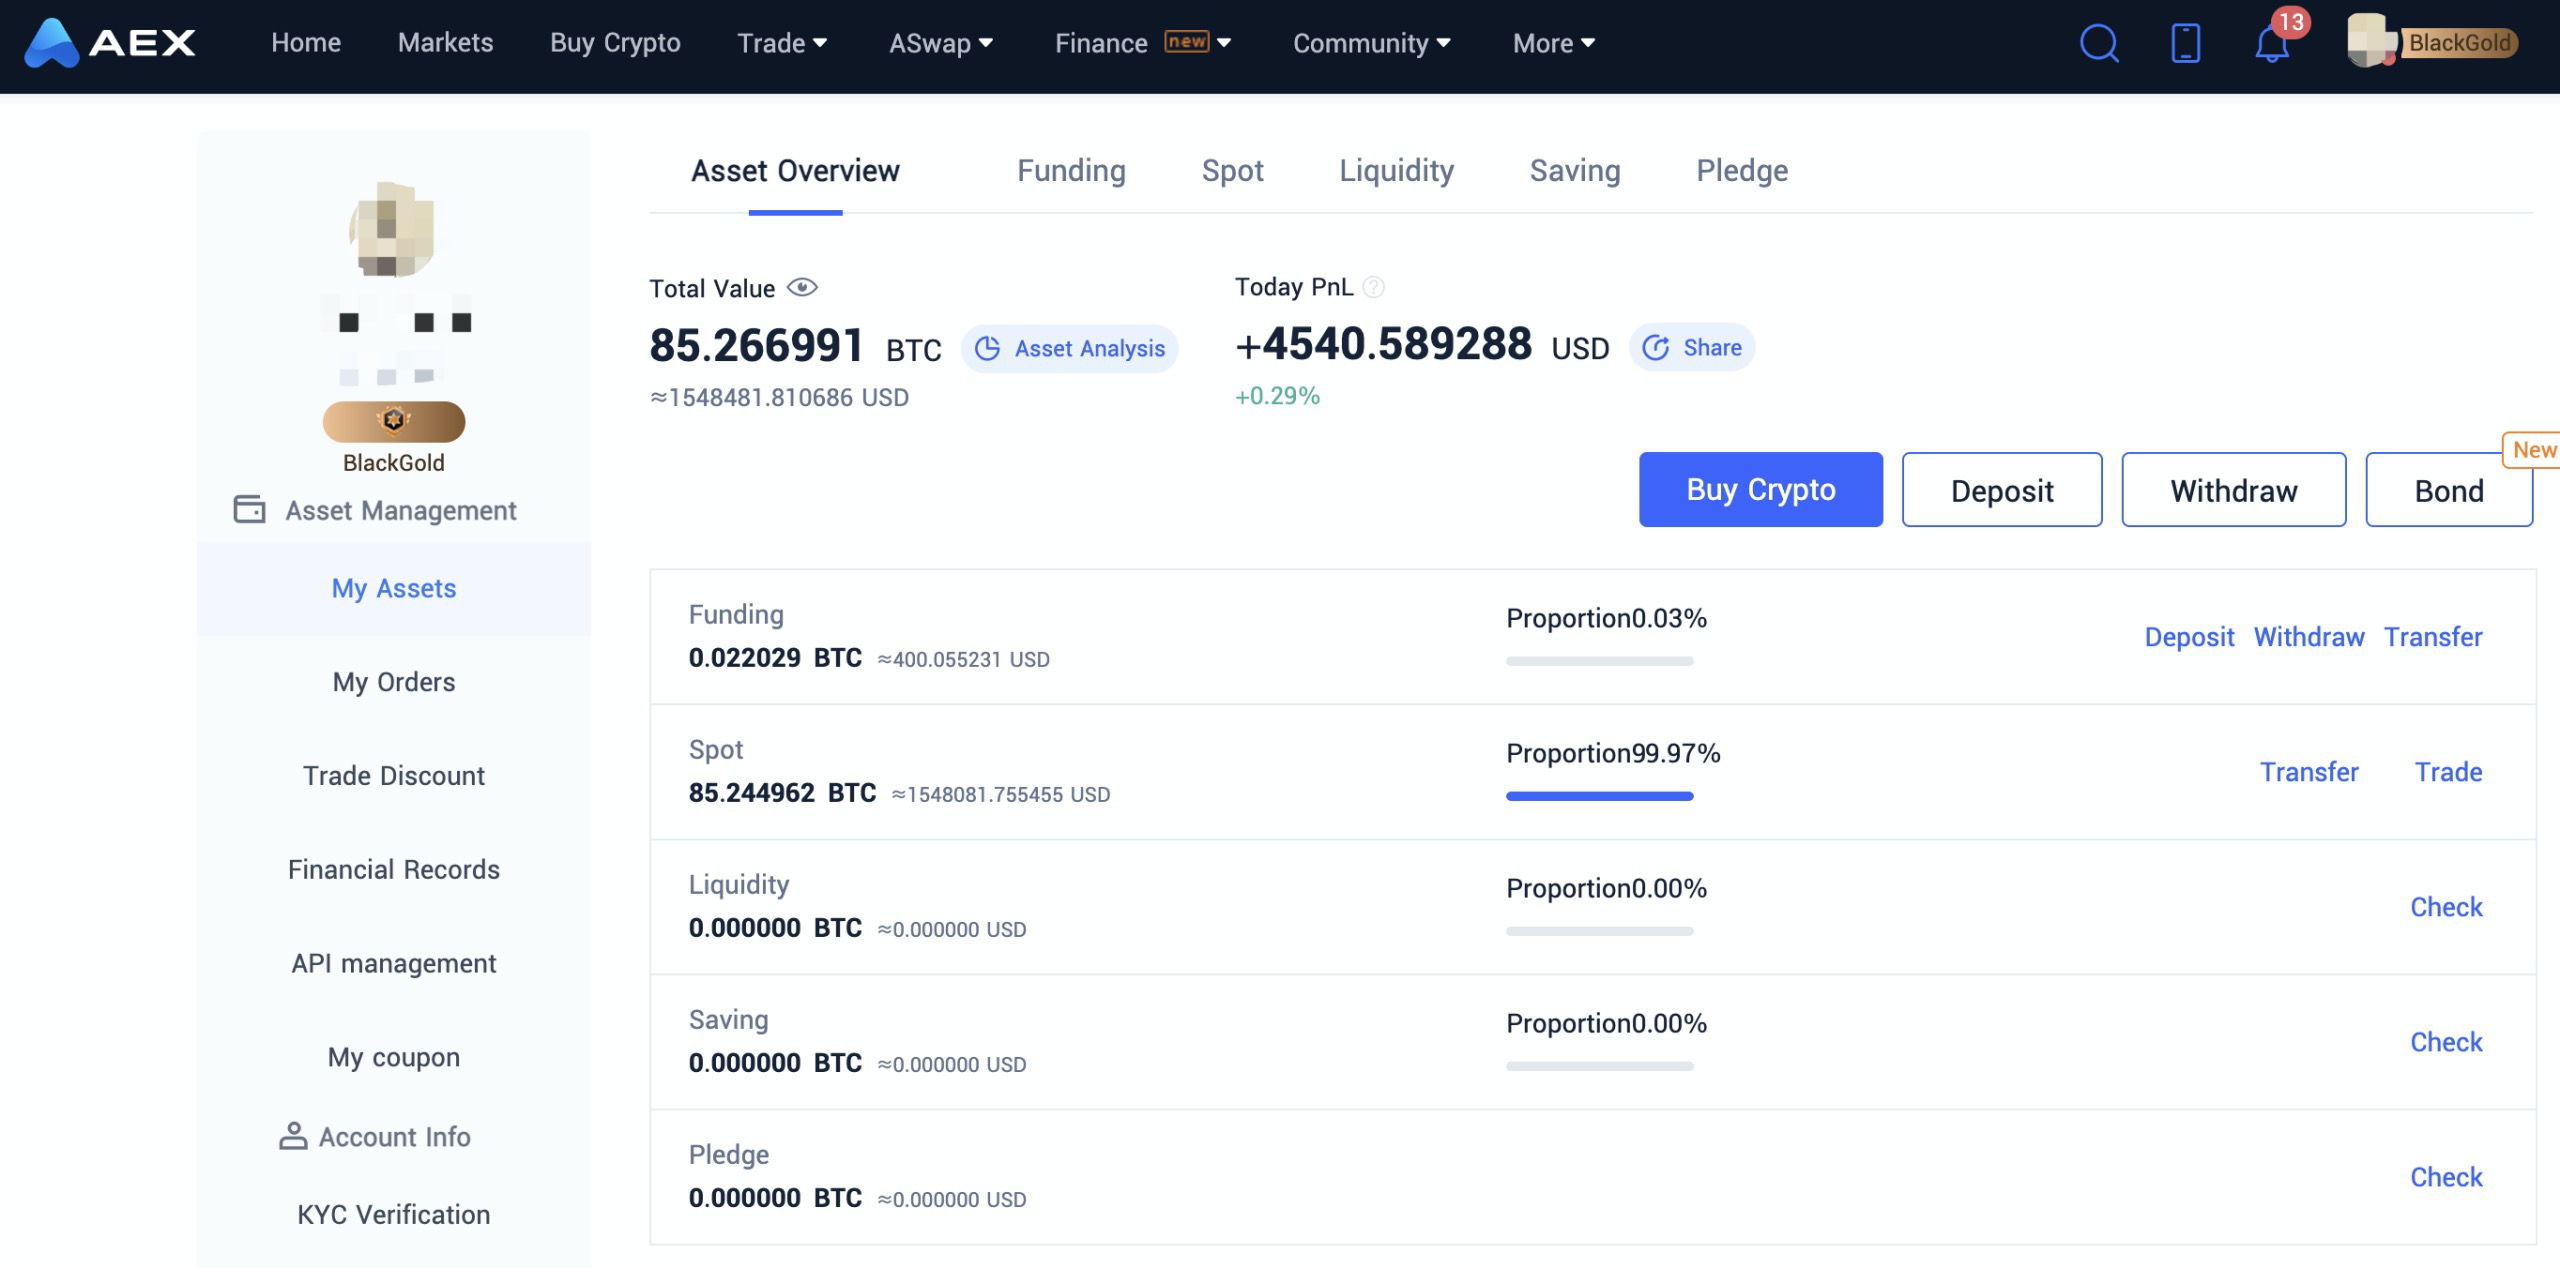 AEX Home Markets Buy Crypto Trade ASwap Finance new Community More 13 BlackGold
BlackGold
Asset Management
My Assets
My Orders
Trade Discount
Financial Records
API management
My coupon
Account Info
KYC Verification
Asset Overview Funding Spot Liquidity Saving Pledge
Total Value
85.266991 BTC Asset Analysis
≈1548481.810686 USD
Today PnL ?
+4540.589288 USD Share
+0.29%
New
Buy Crypto Deposit Withdraw Bond
Funding
0.022029 BTC ≈400.055231 USD
Proportion0.03%
Deposit Withdraw Transfer
Spot
85.244962 BTC ≈1548081.755455 USD
Proportion99.97%
Transfer Trade
Liquidity
0.000000 BTC ≈0.000000 USD
Proportion0.00%
Check
Saving
0.000000 BTC ≈0.000000 USD
Proportion0.00%
Check
Pledge
0.000000 BTC ≈0.000000 USD
Check